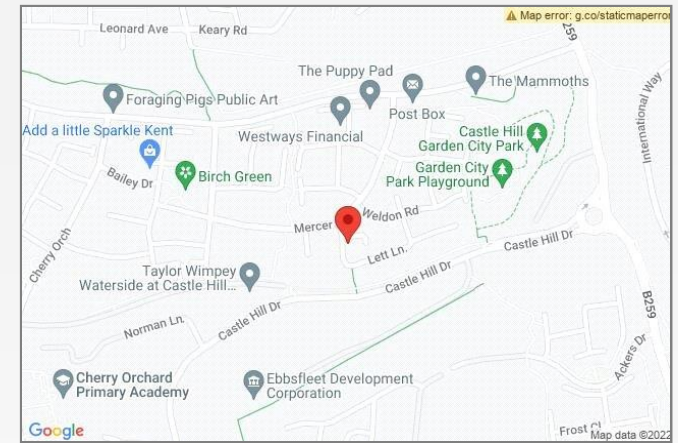 Map error: g.co/staticmaperror
Leonard Ave
Keary Rd
B259
The Puppy Pad
The Mammoths
Foraging Pigs Public Art
Post Box
International Way
Westways Financial
Castle Hill
Garden City Park
Add a little Sparkle Kent
Garden City
Park Playground
Bailey Dr
Birch Green
Mercer
Weldon Rd
Cherry Orch
Lett Ln.
Castle Hill Dr
Taylor Wimpey
Waterside at Castle Hill...
Castle Hill Dr
B259
Norman Ln
Castle Hill Dr
Ackers Dr
Cherry Orchard
Primary Academy
Ebbsfleet Development
Corporation
Google
Frost Cl
Map data ©2022